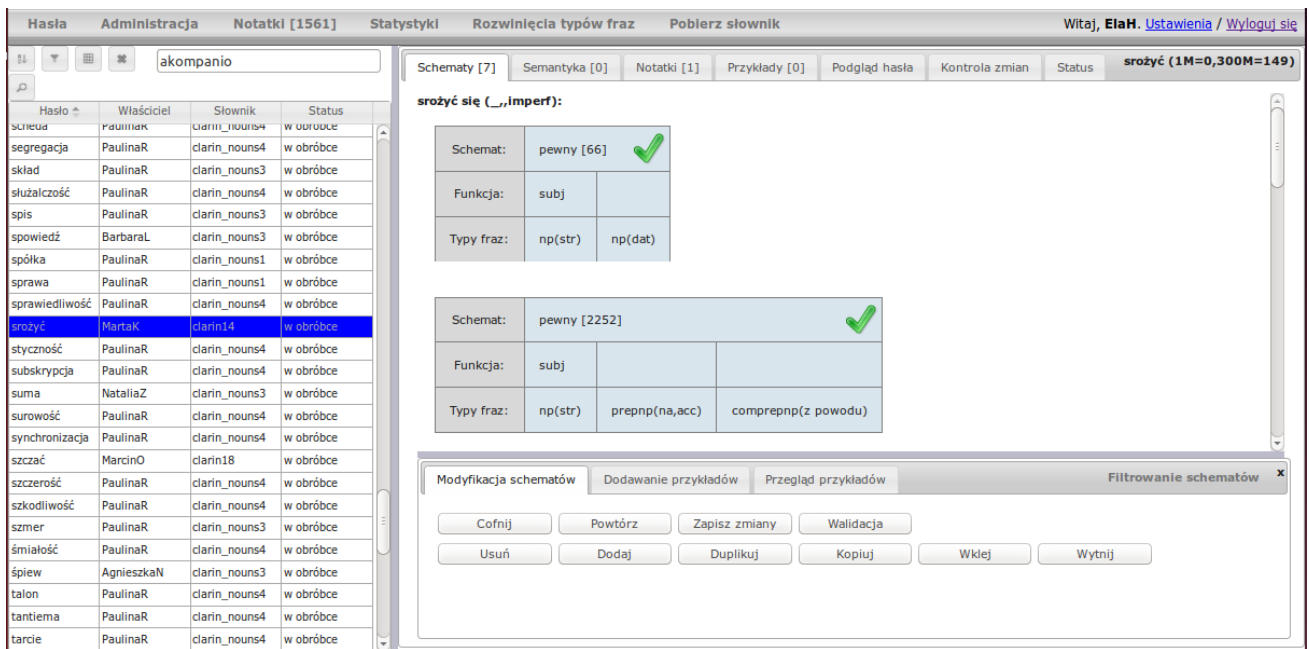 Hasła Administracja Notatki [1561] Statystyki Rozwinięcia typów fraz Pobierz słownik Witaj, ElaH. Ustawienia / Wyloguj się
akompanio
Hasło Właściciel Słownik Status
scheda PaulinaR clarin_nouns4 w obróbce
segregacja PaulinaR clarin_nouns4 w obróbce
skład PaulinaR clarin_nouns3 w obróbce
służalczość PaulinaR clarin_nouns4 w obróbce
spis PaulinaR clarin_nouns3 w obróbce
spowiedź BarbaraL clarin_nouns3 w obróbce
spółka PaulinaR clarin_nouns1 w obróbce
sprawa PaulinaR clarin_nouns1 w obróbce
sprawiedliwość PaulinaR clarin_nouns4 w obróbce
srożyć MartaK clarin14 w obróbce
styczność PaulinaR clarin_nouns4 w obróbce
subskrypcja PaulinaR clarin_nouns4 w obróbce
suma NataliaZ clarin_nouns3 w obróbce
surowość PaulinaR clarin_nouns4 w obróbce
synchronizacja PaulinaR clarin_nouns4 w obróbce
szczać MarcinO clarin18 w obróbce
szczerość PaulinaR clarin_nouns4 w obróbce
szkodliwość PaulinaR clarin_nouns4 w obróbce
szmer PaulinaR clarin_nouns3 w obróbce
śmiałość PaulinaR clarin_nouns4 w obróbce
śpiew AgnieszkaN clarin_nouns3 w obróbce
talon PaulinaR clarin_nouns4 w obróbce
tantiema PaulinaR clarin_nouns4 w obróbce
tarcie PaulinaR clarin_nouns4 w obróbce
Schematy [7] Semantyka [0] Notatki [1] Przykłady [0] Podgląd hasła Kontrola zmian Status srożyć (1M=0,300M=149)
srożyć się (_,,imperf):
Schemat: pewny [66]
Funkcja: subj
Typy fraz: np(str) np(dat)
Schemat: pewny [2252]
Funkcja: subj
Typy fraz: np(str) prepnp(na,acc) comprepnp(z powodu)
Modyfikacja schematów Dodawanie przykładów Przegląd przykładów Filtrowanie schematów x
Cofnij Powtórz Zapisz zmiany Walidacja
Usuń Dodaj Duplikuj Kopiuj Wklej Wytnij